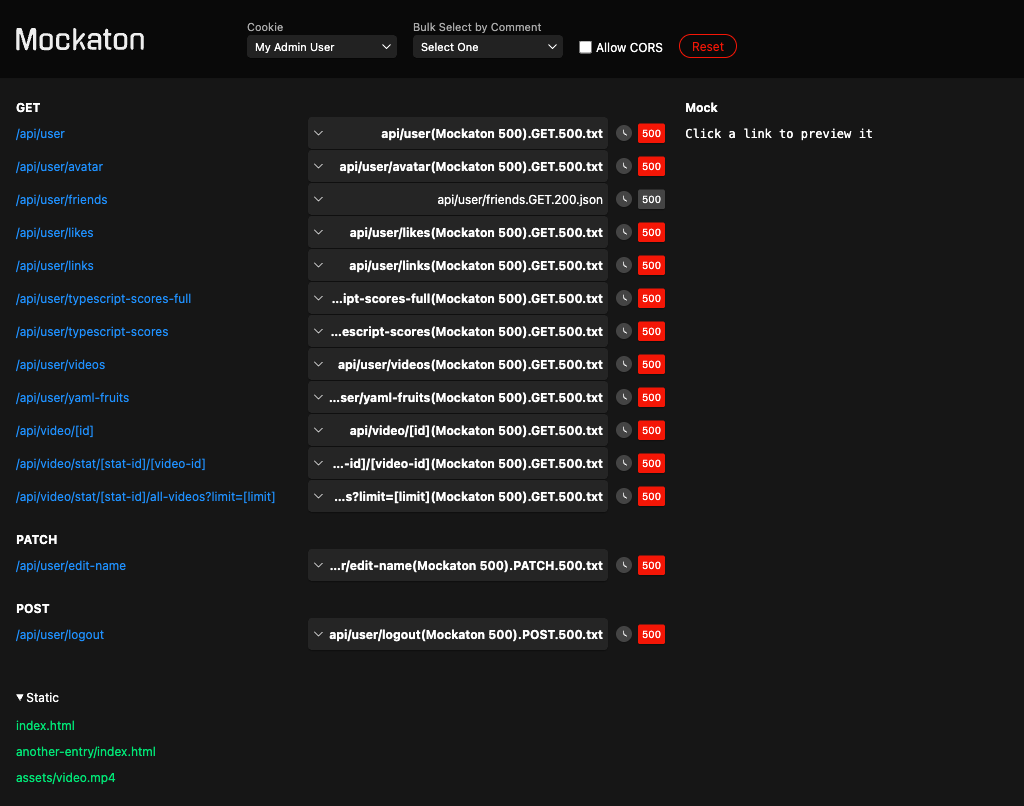 Mockaton
Cookie
My Admin User
Bulk Select by Comment
Select One
Allow CORS
Reset
GET
/api/user api/user(Mockaton 500).GET.500.txt 500
/api/user/avatar api/user/avatar(Mockaton 500).GET.500.txt 500
/api/user/friends api/user/friends.GET.200.json 500
/api/user/likes api/user/likes(Mockaton 500).GET.500.txt 500
/api/user/links api/user/links(Mockaton 500).GET.500.txt 500
/api/user/typescript-scores-full ...ipt-scores-full(Mockaton 500).GET.500.txt 500
/api/user/typescript-scores ...escript-scores(Mockaton 500).GET.500.txt 500
/api/user/videos api/user/videos(Mockaton 500).GET.500.txt 500
/api/user/yaml-fruits ...ser/yaml-fruits(Mockaton 500).GET.500.txt 500
/api/video/[id] api/video/[id](Mockaton 500).GET.500.txt 500
/api/video/stat/[stat-id]/[video-id] ...-id]/[video-id](Mockaton 500).GET.500.txt 500
/api/video/stat/[stat-id]/all-videos?limit=[limit] ...s?limit=[limit](Mockaton 500).GET.500.txt 500
PATCH
/api/user/edit-name ...r/edit-name(Mockaton 500).PATCH.500.txt 500
POST
/api/user/logout api/user/logout(Mockaton 500).POST.500.txt 500
Static
index.html
another-entry/index.html
assets/video.mp4
Mock
Click a link to preview it